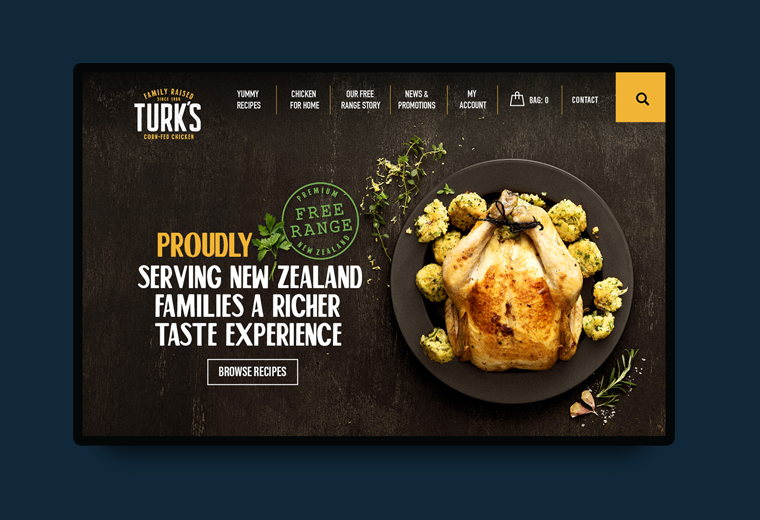 FAMILY RAISED
SINCE 1966
TURK'S
CORN-FED CHICKEN
YUMMY
RECIPES
CHICKEN
FOR HOME
OUR FREE
RANGE STORY
NEWS &
PROMOTIONS
MY
ACCOUNT
BAG: 0
CONTACT
PREMIUM
FREE
RANGE
NEW ZEALAND
PROUDLY
SERVING NEW ZEALAND
FAMILIES A RICHER
TASTE EXPERIENCE
BROWSE RECIPES